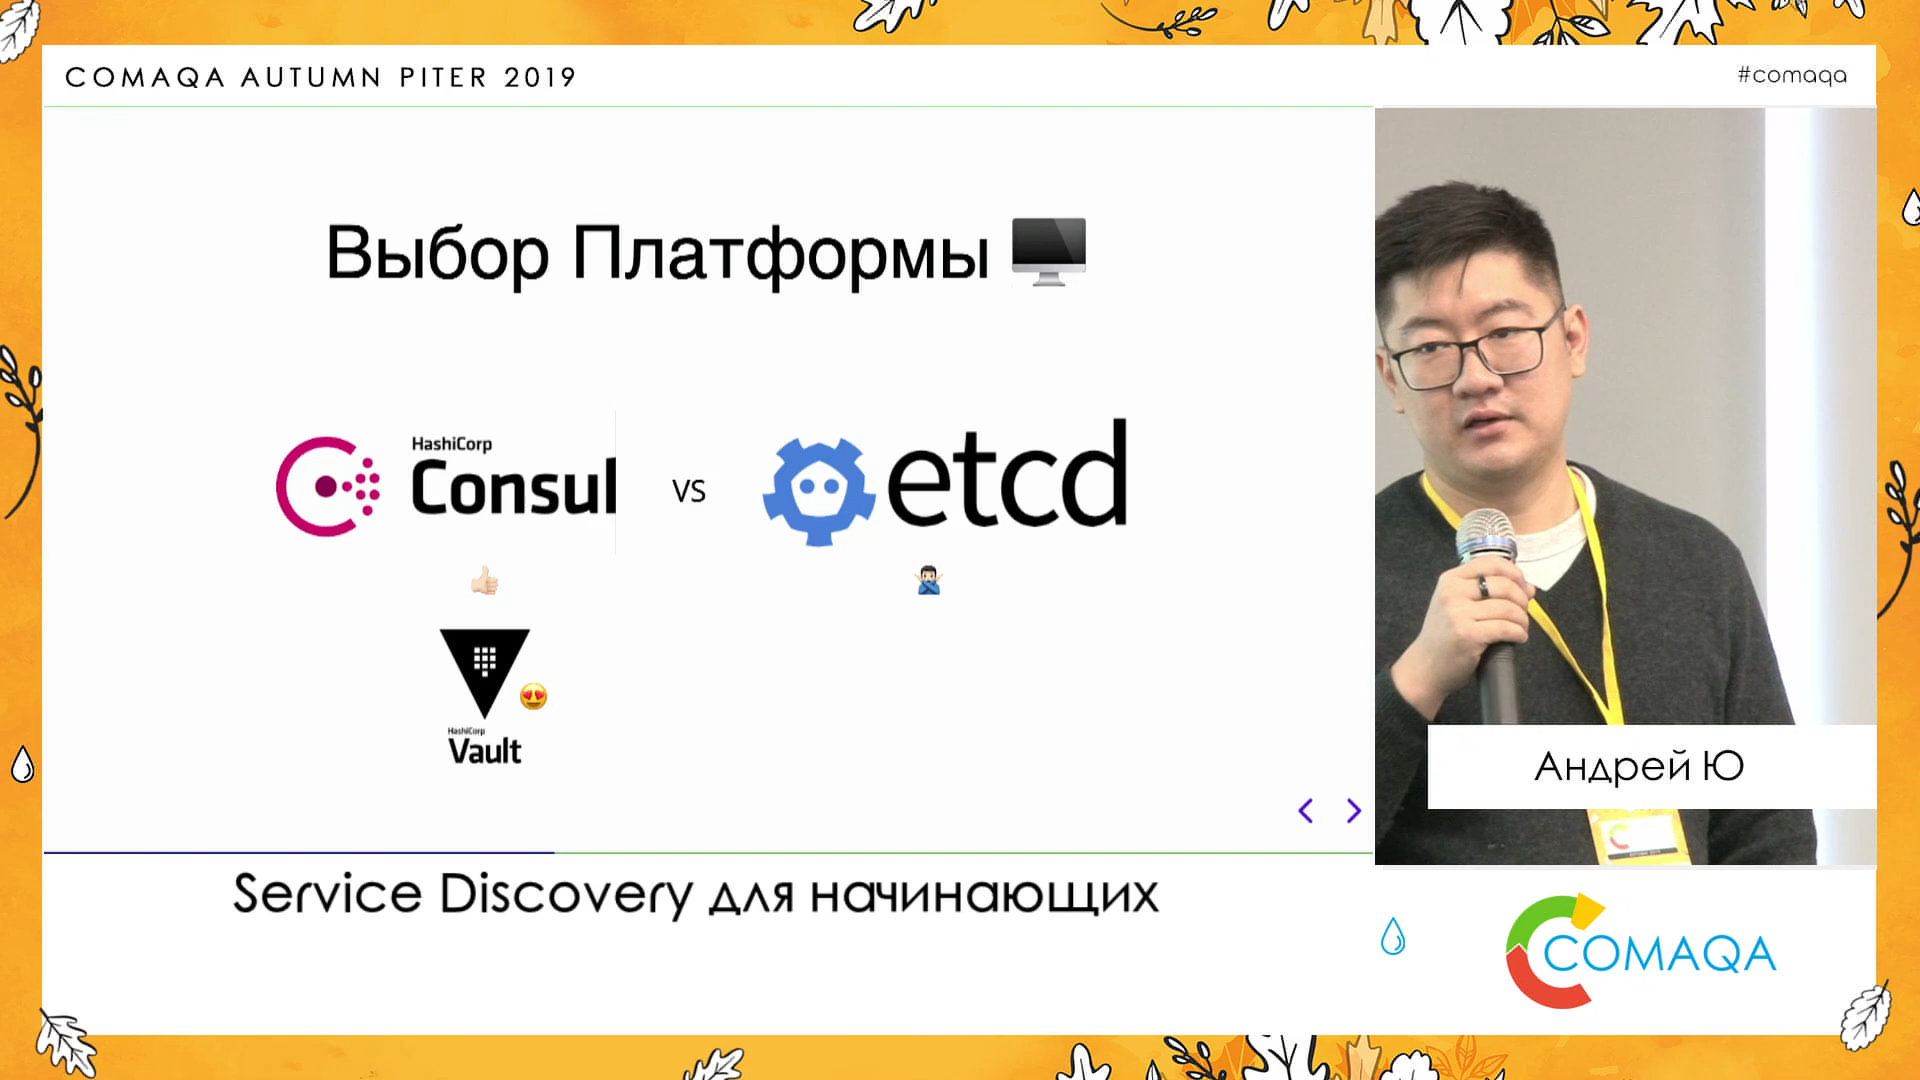 COMAQA AUTUMN PITER 2019
#comaqa
Выбор Платформы
HashiCorp
Consul
vs
etcd
HashiCorp
Vault
Андрей Ю
Service Discovery для начинающих
COMAQA